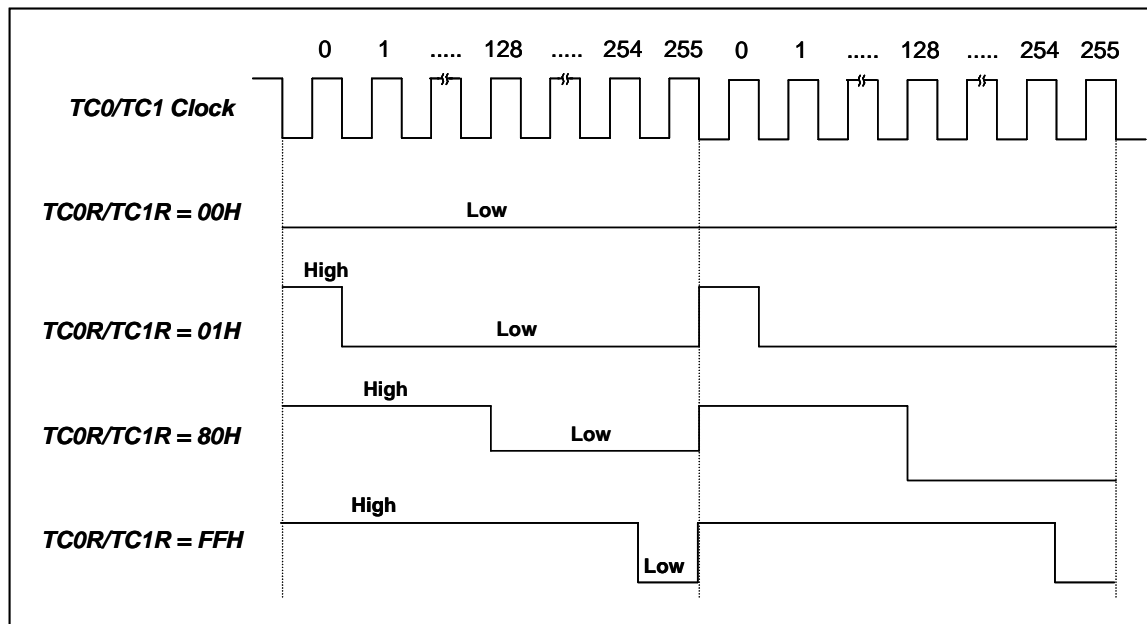 0 1 ..... 128 ..... 254 255 0 1 ..... 128 ..... 254 255
TC0/TC1 Clock
TC0R/TC1R = 00H
Low
High
TC0R/TC1R = 01H
Low
High
TC0R/TC1R = 80H
Low
High
TC0R/TC1R = FFH
Low